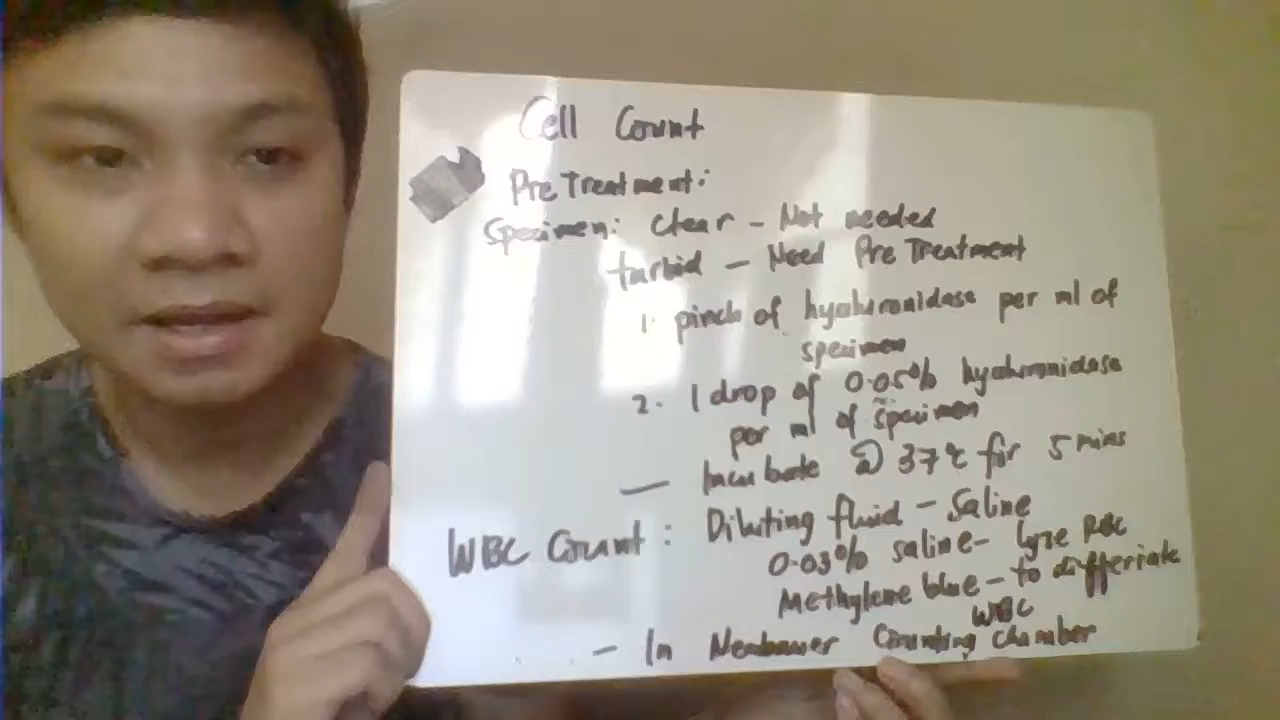 Cell Count
Pre Treatment:
Specimen: clear - Not needed
turbid - Need Pre Treatment
1. pinch of hyaluronidase per ml of
specimen
2. 1 drop of 0.05% hyaluronidase
per ml of specimen
— Incubate @ 37°c for 5 mins
WBC Count: Diluting fluid - Saline
0.03% saline - lyze RBC
Methylene blue - to differiate
WBC
- In Neubauer Counting chamber